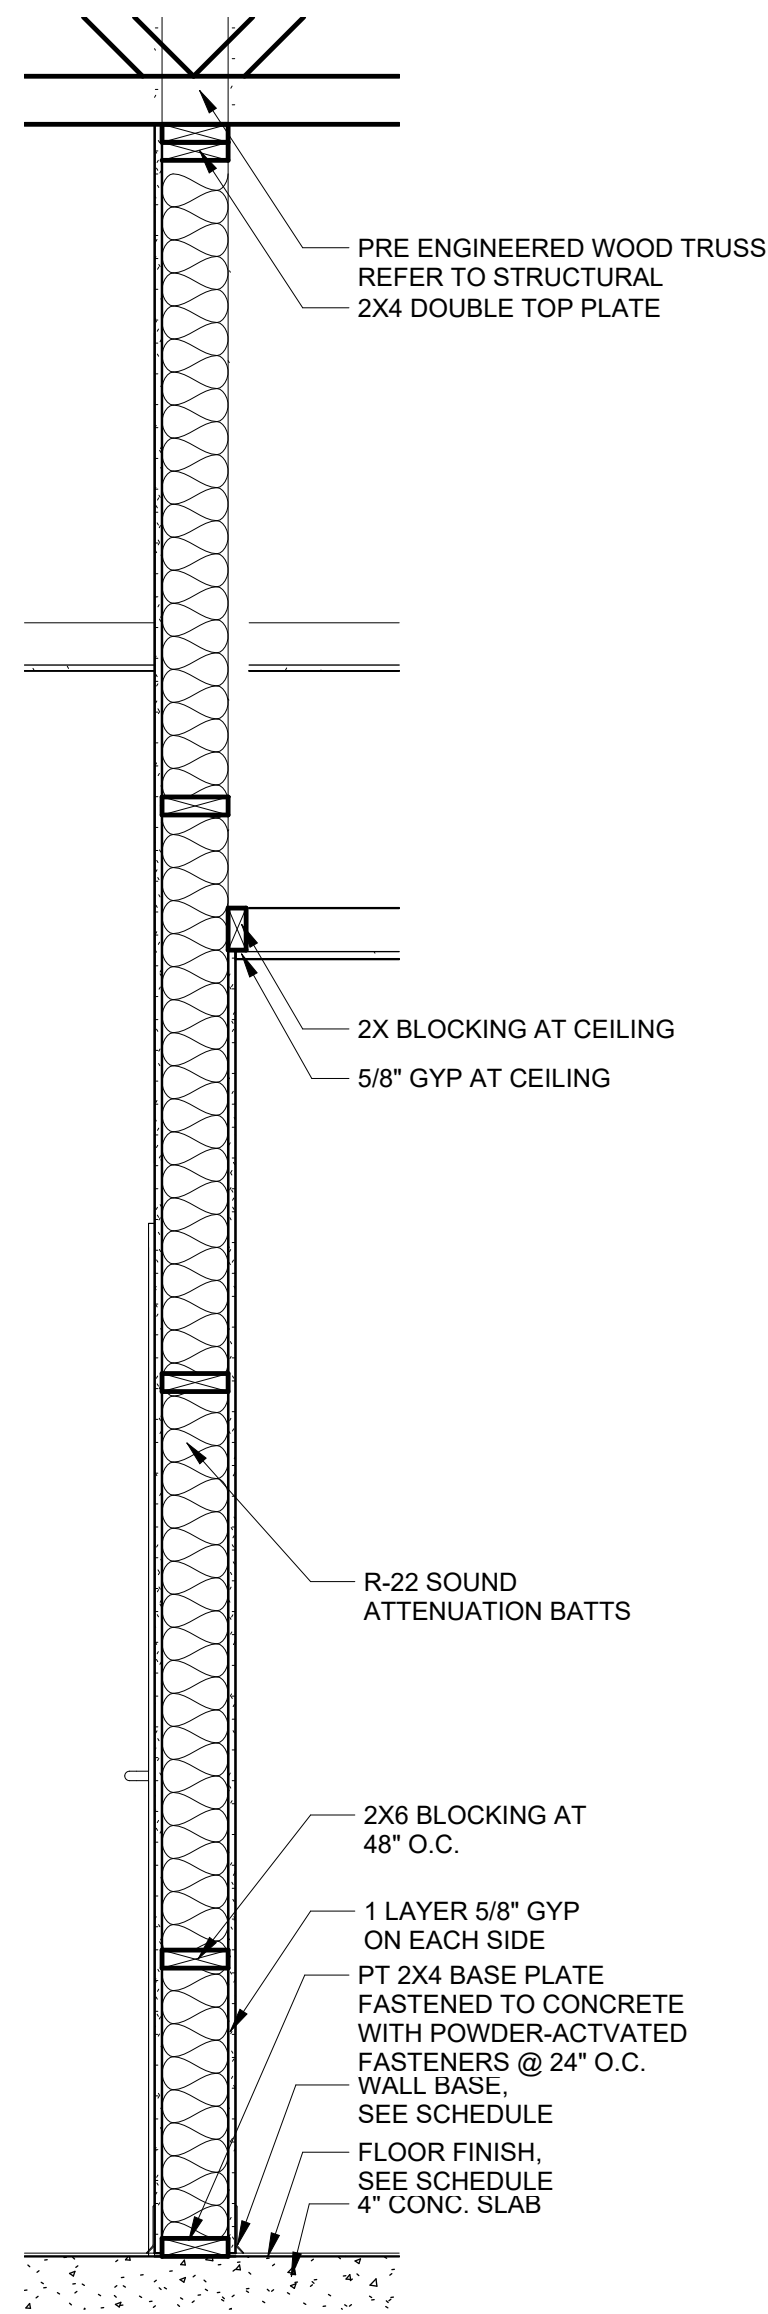 PRE ENGINEERED WOOD TRUSS
REFER TO STRUCTURAL
2X4 DOUBLE TOP PLATE
2X BLOCKING AT CEILING
5/8" GYP AT CEILING
R-22 SOUND
ATTENUATION BATTS
2X6 BLOCKING AT
48" O.C.
1 LAYER 5/8" GYP
ON EACH SIDE
PT 2X4 BASE PLATE
FASTENED TO CONCRETE
WITH POWDER-ACTVATED
FASTENERS @ 24" O.C.
WALL BASE,
SEE SCHEDULE
FLOOR FINISH,
SEE SCHEDULE
4" CONC. SLAB